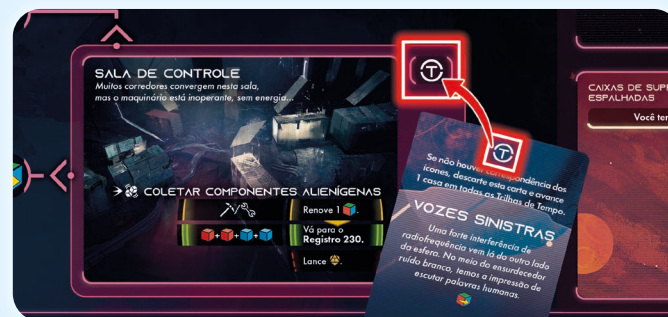 SALA DE CONTROLE
Muitos corredores convergem nesta sala,
mas o maquinário está inoperante, sem energia...
COLETAR COMPONENTES ALIENÍGENAS
Renove 1
Vá para o
Registro 230.
Lance
T
T
Se não houver correspondência dos
ícones, descarte esta carta e avance
1 casa em todas as Trilhas de Tempo.
VOZES SINISTRAS
Uma forte interferência de
radiofrequência vem lá do outro lado
da esfera. No meio do ensurdecedor
ruído branco, temos a impressão de
escutar palavras humanas.
CAIXAS DE
ESPALHADAS
Você